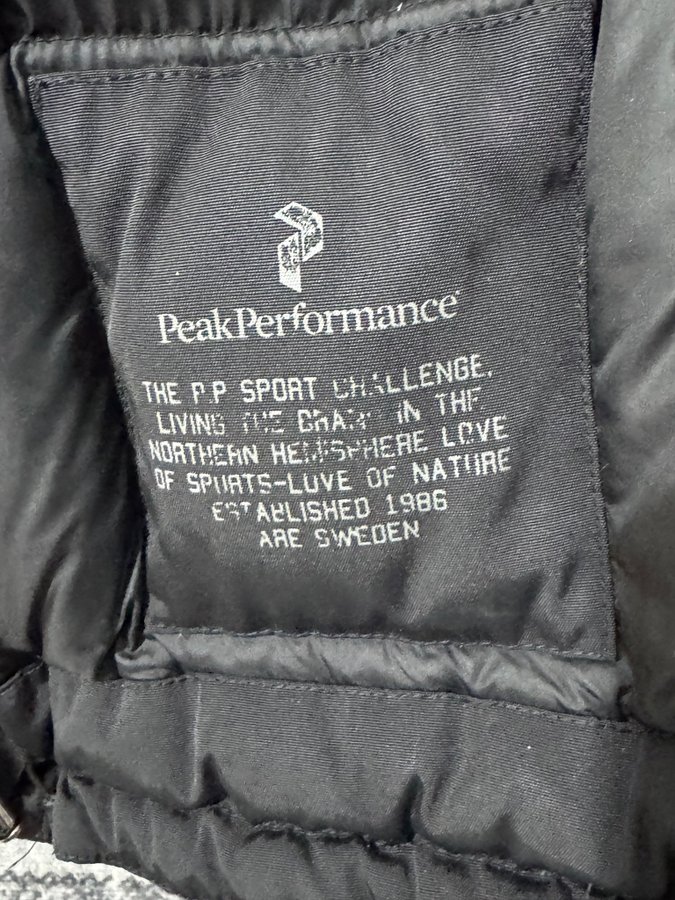 PeakPerformance
THE P.P SPORT CHALLENGE.
LIVING THE IN THE
NORTHERN HEMISPHERE LOVE
OF SPORTS-LOVE OF NATURE
ESTABLISHED 1986
ARE SWEDEN